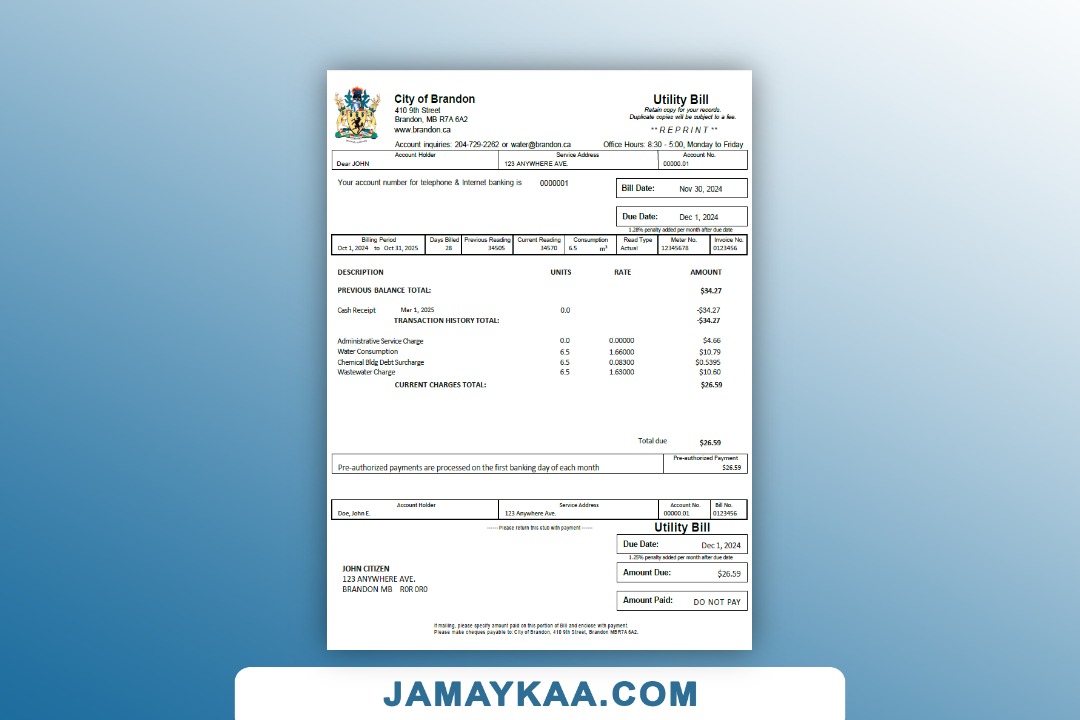 City of Brandon
410 9th Street
Brandon, MB R7A 6A2
www.brandon.ca
Utility Bill
Retain copy for your records.
Duplicate copies will be subject to a fee.
**REPRINT**
Account inquiries: 204-729-2262 or water@brandon.ca Office Hours: 8:30 - 5:00, Monday to Friday
Account Holder Service Address Account No.
Dear JOHN 123 ANYWHERE AVE. 00000.01
Your account number for telephone & Internet banking is 0000001
Bill Date: Nov 30, 2024
Due Date: Dec 1, 2024
1.28% penalty added per month after due date
Billing Period Days Billed Previous Reading Current Reading Consumption Read Type Meter No. Invoice No.
Oct 1, 2024 to Oct 31, 2025 28 34505 34570 6.5 m³ Actual 12345678 0123456
DESCRIPTION UNITS RATE AMOUNT
PREVIOUS BALANCE TOTAL: $34.27
Cash Receipt Mar 1, 2025 0.0 -$34.27
TRANSACTION HISTORY TOTAL: -$34.27
Administrative Service Charge 0.0 0.00000 $4.66
Water Consumption 6.5 1.66000 $10.79
Chemical Bldg Debt Surcharge 6.5 0.08300 $0.5395
Wastewater Charge 6.5 1.63000 $10.60
CURRENT CHARGES TOTAL: $26.59
Total due $26.59
Pre-authorized payments are processed on the first banking day of each month
Pre-authorized Payment
$26.59
Account Holder Service Address Account No. Bill No.
Doe, John E. 123 Anywhere Ave. 00000.01 0123456
------ Please return this stub with payment ------
Utility Bill
Due Date: Dec 1, 2024
1.25% penalty added per month after due date
Amount Due: $26.59
Amount Paid: DO NOT PAY
JOHN CITIZEN
123 ANYWHERE AVE.
BRANDON MB R0R 0R0
If mailing, please specify amount paid on this portion of Bill and enclose with payment.
Please make cheques payable to: City of Brandon, 410 9th Street, Brandon MB R7A 6A2.
JAMAYKAA.COM